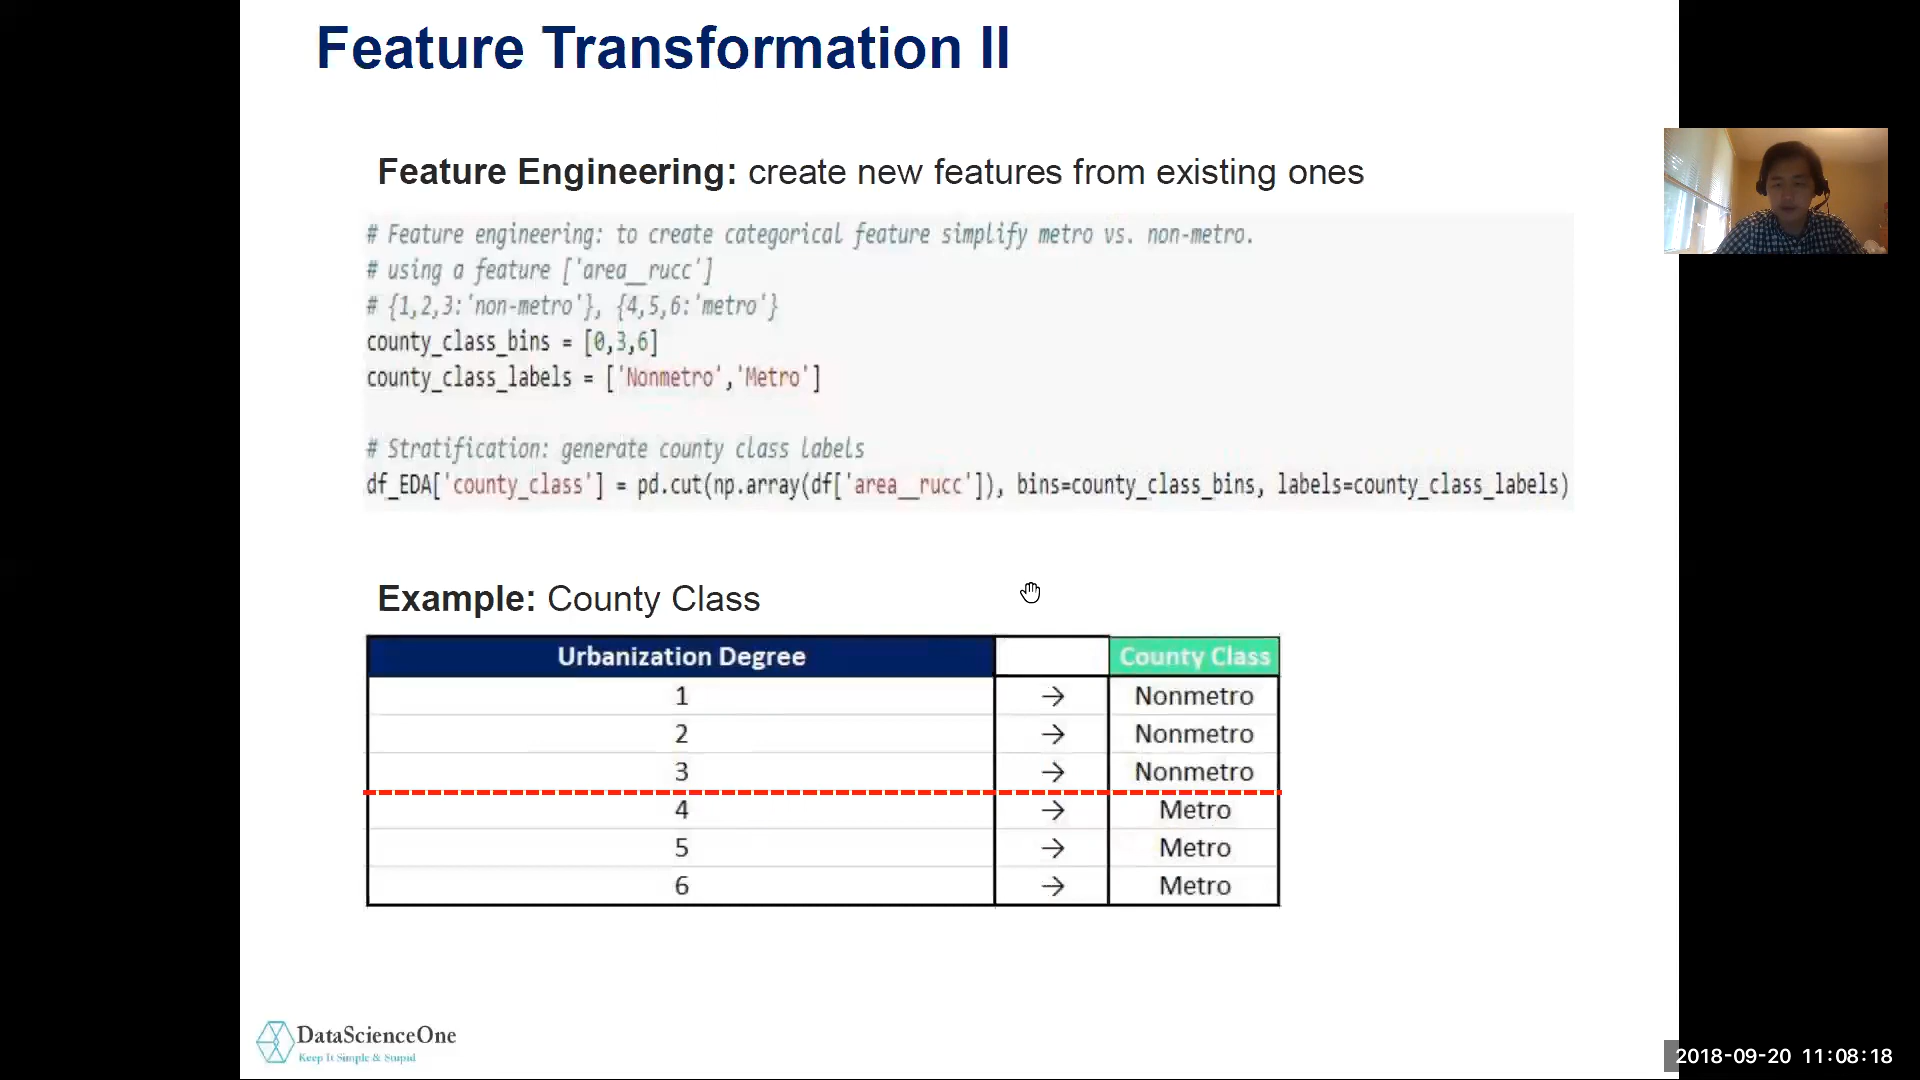 Feature Transformation II
Feature Engineering: create new features from existing ones
# Feature engineering: to create categorical feature simplify metro vs. non-metro.
# using a feature ['area__rucc']
# {1,2,3:'non-metro'}, {4,5,6:'metro'}
county_class_bins = [0,3,6]
county_class_labels = ['Nonmetro','Metro']
# Stratification: generate county class labels
df_EDA['county_class'] = pd.cut(np.array(df['area__rucc']), bins=county_class_bins, labels=county_class_labels)
Example: County Class
Urbanization Degree County Class
1 → Nonmetro
2 → Nonmetro
3 → Nonmetro
4 → Metro
5 → Metro
6 → Metro
DataScienceOne
Keep It Simple & Stupid
2018-09-20 11:08:18